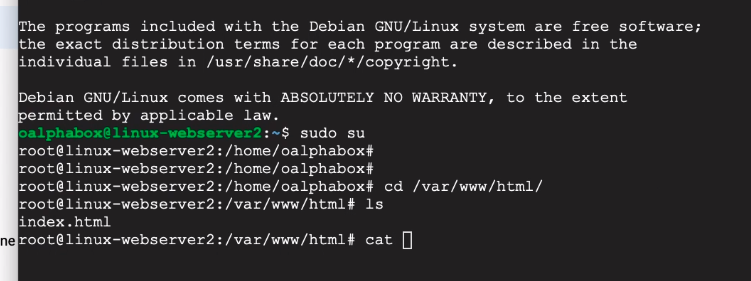 The programs included with the Debian GNU/Linux system are free software;
the exact distribution terms for each program are described in the
individual files in /usr/share/doc/*/copyright.
Debian GNU/Linux comes with ABSOLUTELY NO WARRANTY, to the extent
permitted by applicable law.
oalphabox@linux-webserver2:~$ sudo su
root@linux-webserver2:/home/oalphabox#
root@linux-webserver2:/home/oalphabox#
root@linux-webserver2:/home/oalphabox# cd /var/www/html/
root@linux-webserver2:/var/www/html# ls
index.html
ne
root@linux-webserver2:/var/www/html# cat